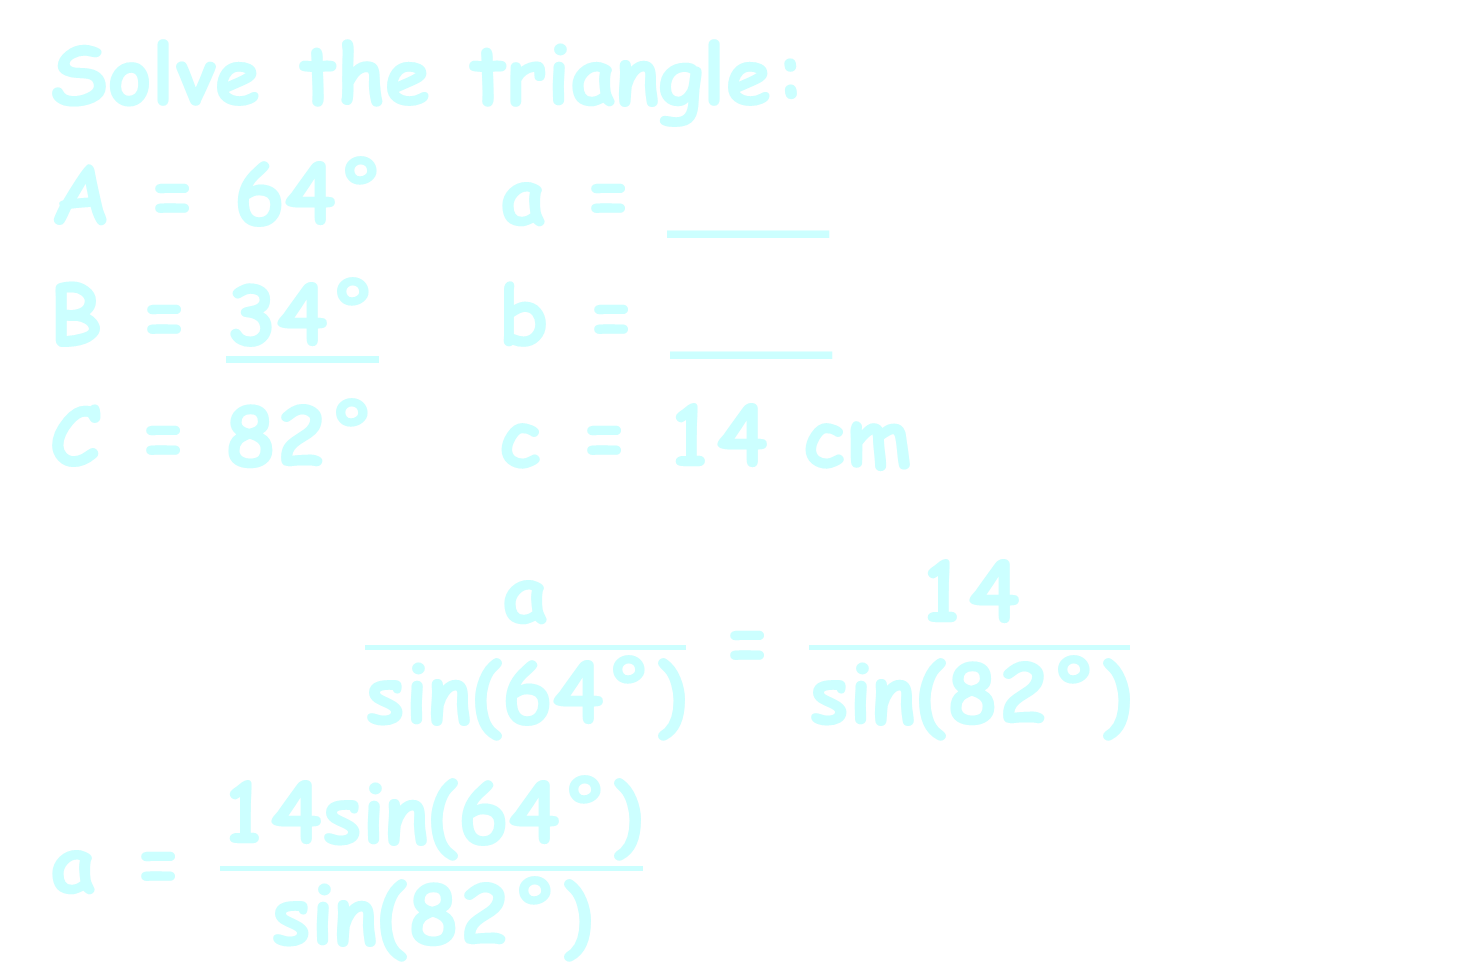 Solve the triangle:
A = 64° a = ____
B = 34° b = ____
C = 82° c = 14 cm
a/sin(64°) = 14/sin(82°)
a = 14sin(64°)/sin(82°)